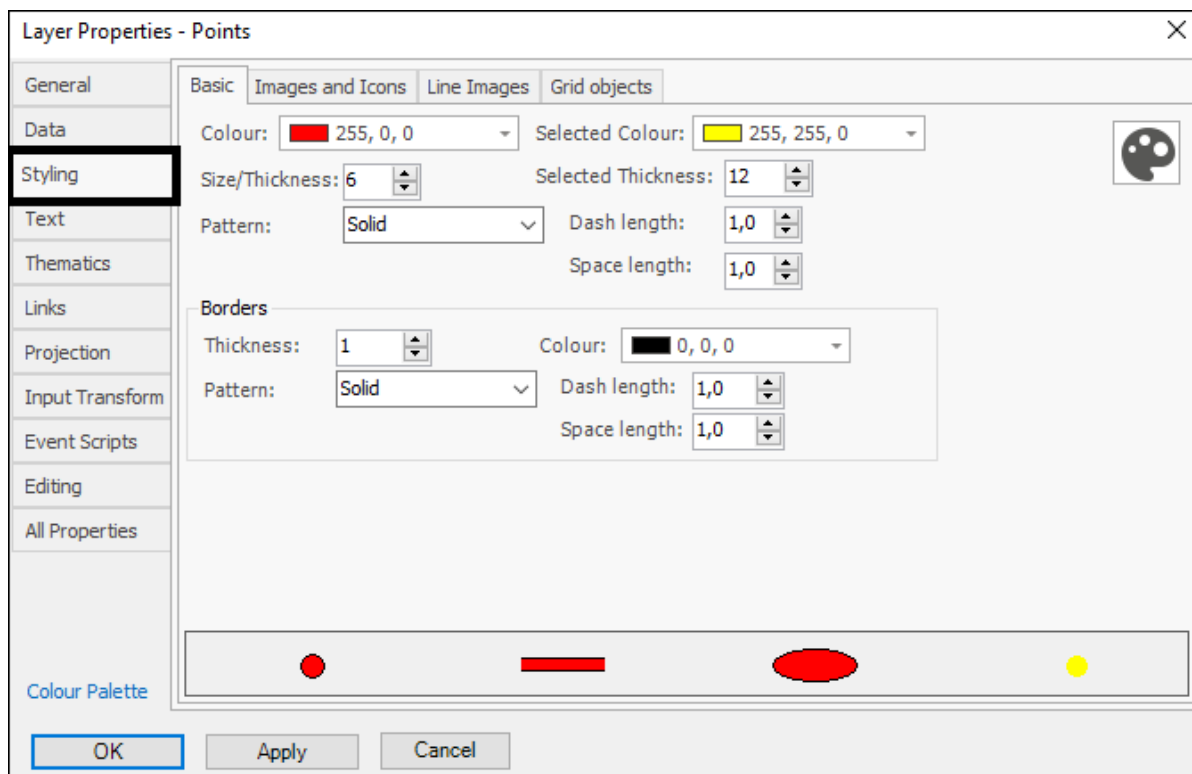 Layer Properties - Points
General
Data
Styling
Text
Thematics
Links
Projection
Input Transform
Event Scripts
Editing
All Properties
Colour Palette
Basic Images and Icons Line Images Grid objects
Colour: 255, 0, 0 Selected Colour: 255, 255, 0
Size/Thickness: 6 Selected Thickness: 12
Pattern: Solid Dash length: 1,0
Space length: 1,0
Borders
Thickness: 1 Colour: 0, 0, 0
Pattern: Solid Dash length: 1,0
Space length: 1,0
OK Apply Cancel